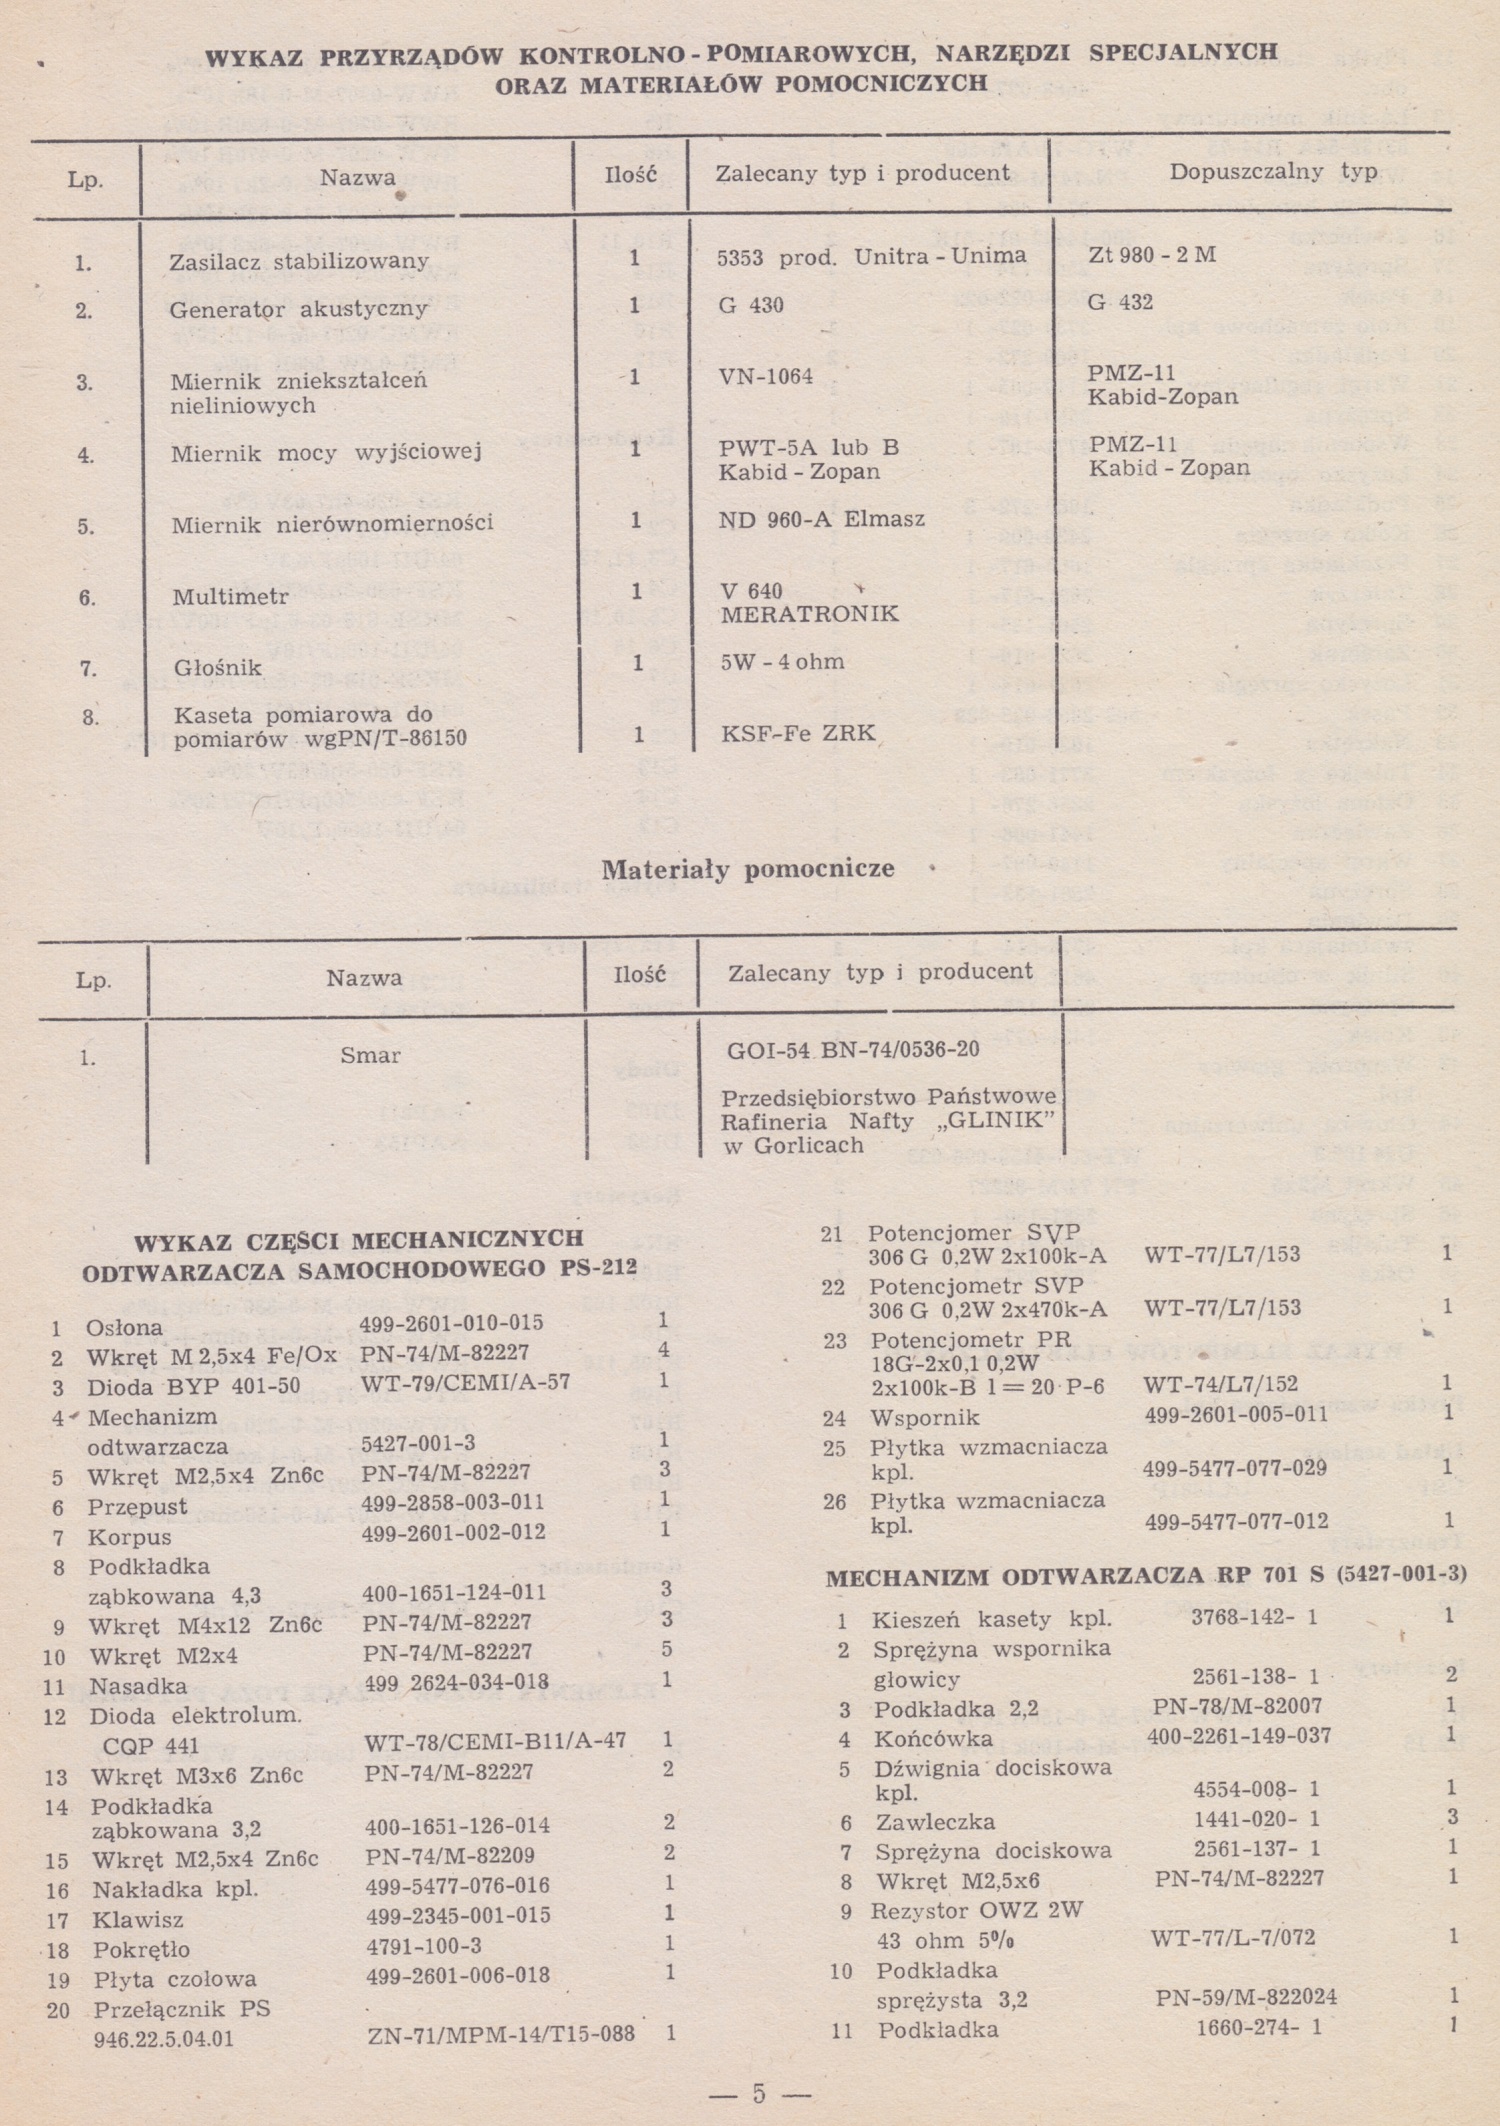 WYKAZ PRZYRZĄDÓW KONTROLNO-POMIAROWYCH, NARZĘDZI SPECJALNYCH
ORAZ MATERIAŁÓW POMOCNICZYCH
Lp. Nazwa Ilość Zalecany typ i producent Dopuszczalny typ
1. Zasilacz stabilizowany 1 5353 prod. Unitra - Unima Zt 980 - 2 M
2. Generator akustyczny 1 G 430 G 432
3. Miernik zniekształceń 1 VN-1064 PMZ-11
nieliniowych Kabid-Zopan
4. Miernik mocy wyjściowej 1 PWT-5A lub B PMZ-11
Kabid - Zopan Kabid - Zopan
5. Miernik nierównomierności 1 ND 960-A Elmasz
6. Multimetr 1 V 640
MERATRONIK
7. Głośnik 1 5W - 4 ohm
8. Kaseta pomiarowa do
pomiarów wgPN/T-86150 1 KSF-Fe ZRK
Materiały pomocnicze
Lp. Nazwa Ilość Zalecany typ i producent
1. Smar GOI-54 BN-74/0536-20
Przedsiębiorstwo Państwowe
Rafineria Nafty „GLINIK”
w Gorlicach
WYKAZ CZĘŚCI MECHANICZNYCH
ODTWARZACZA SAMOCHODOWEGO PS-212
1 Osłona 499-2601-010-015 1
2 Wkręt M 2,5x4 Fe/Ox PN-74/M-82227 4
3 Dioda BYP 401-50 WT-79/CEMI/A-57 1
4 Mechanizm
odtwarzacza 5427-001-3 1
5 Wkręt M2,5x4 Zn6c PN-74/M-82227 3
6 Przepust 499-2858-003-011 1
7 Korpus 499-2601-002-012 1
8 Podkładka
ząbkowana 4,3 400-1651-124-011 3
9 Wkręt M4x12 Zn6c PN-74/M-82227 3
10 Wkręt M2x4 PN-74/M-82227 5
11 Nasadka 499 2624-034-018 1
12 Dioda elektrolum.
CQP 441 WT-78/CEMI-B11/A-47 1
13 Wkręt M3x6 Zn6c PN-74/M-82227 2
14 Podkładka
ząbkowana 3,2 400-1651-126-014 2
15 Wkręt M2,5x4 Zn6c PN-74/M-82209 2
16 Nakładka kpl. 499-5477-076-016 1
17 Klawisz 499-2345-001-015 1
18 Pokrętło 4791-100-3 1
19 Płyta czołowa 499-2601-006-018 1
20 Przełącznik PS
946.22.5.04.01 ZN-71/MPM-14/T15-088 1
21 Potencjomer SVP
306 G 0,2W 2x100k-A WT-77/L7/153 1
22 Potencjometr SVP
306 G 0,2W 2x470k-A WT-77/L7/153 1
23 Potencjometr PR
18G-2x0,1 0,2W
2x100k-B l = 20 P-6 WT-74/L7/152 1
24 Wspornik 499-2601-005-011 1
25 Płytka wzmacniacza
kpl. 499-5477-077-029 1
26 Płytka wzmacniacza
kpl. 499-5477-077-012 1
MECHANIZM ODTWARZACZA RP 701 S (5427-001-3)
1 Kieszeń kasety kpl. 3768-142- 1 1
2 Sprężyna wspornika
głowicy 2561-138- 1 2
3 Podkładka 2,2 PN-78/M-82007 1
4 Końcówka 400-2261-149-037 1
5 Dźwignia dociskowa
kpl. 4554-008- 1 1
6 Zawleczka 1441-020- 1 3
7 Sprężyna dociskowa 2561-137- 1 1
8 Wkręt M2,5x6 PN-74/M-82227 1
9 Rezystor OWZ 2W
43 ohm 5% WT-77/L-7/072 1
10 Podkładka
sprężysta 3,2 PN-59/M-822024 1
11 Podkładka 1660-274- 1 1
— 5 —